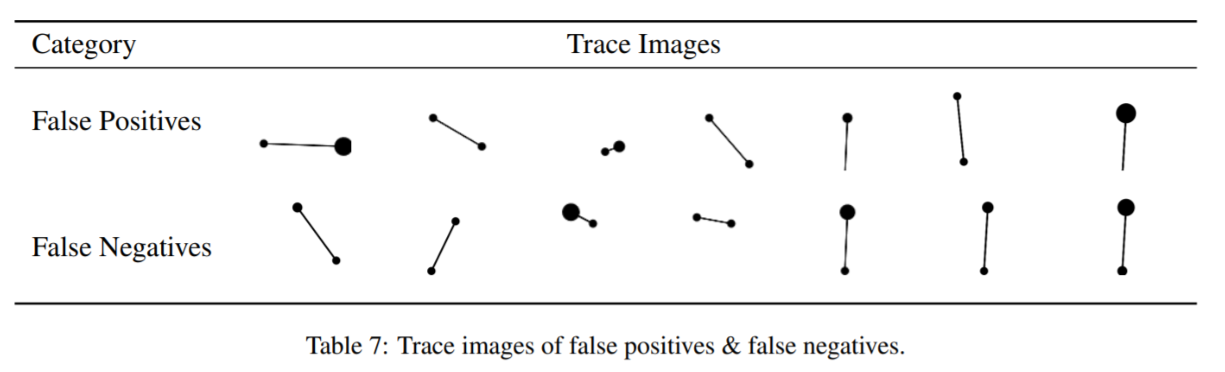 Category Trace Images
False Positives
False Negatives
Table 7: Trace images of false positives & false negatives.